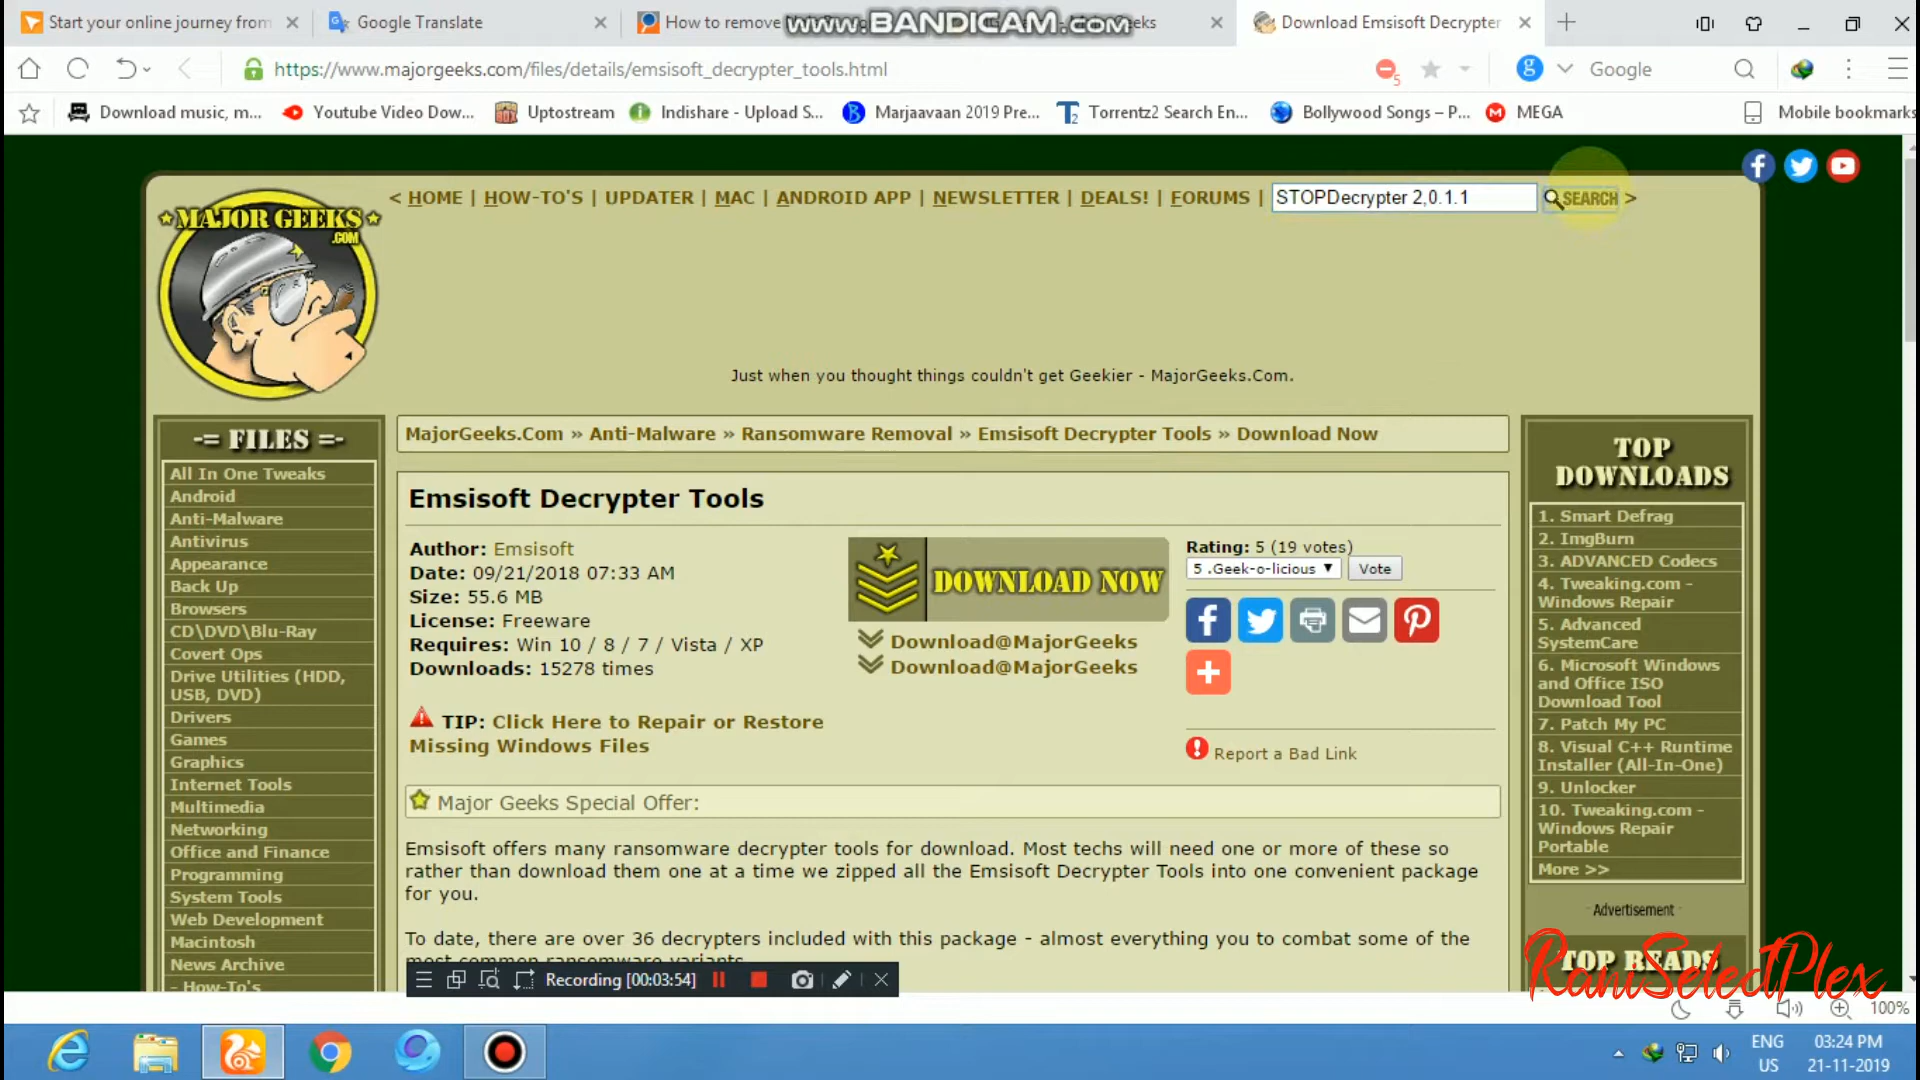 Start your online journey from
Google Translate
How to remove
Geeks
Download Emsisoft Decrypter
www.BANDICAM.com
https://www.majorgeeks.com/files/details/emsisoft_decrypter_tools.html
5
Google
Download music, m...
Youtube Video Dow...
Uptostream
Indishare - Upload S...
Marjaavaan 2019 Pre...
Torrentz2 Search En...
Bollywood Songs – P...
MEGA
Mobile bookmarks
MAJOR GEEKS
.COM
< HOME | HOW-TO'S | UPDATER | MAC | ANDROID APP | NEWSLETTER | DEALS! | FORUMS | STOPDecrypter 2,0.1.1 SEARCH >
Just when you thought things couldn't get Geekier - MajorGeeks.Com.
-= FILES =-
All In One Tweaks
Android
Anti-Malware
Antivirus
Appearance
Back Up
Browsers
CD\DVD\Blu-Ray
Covert Ops
Drive Utilities (HDD,
USB, DVD)
Drivers
Games
Graphics
Internet Tools
Multimedia
Networking
Office and Finance
Programming
System Tools
Web Development
Macintosh
News Archive
- How-To's
MajorGeeks.Com » Anti-Malware » Ransomware Removal » Emsisoft Decrypter Tools » Download Now
Emsisoft Decrypter Tools
Author: Emsisoft
Date: 09/21/2018 07:33 AM
Size: 55.6 MB
License: Freeware
Requires: Win 10 / 8 / 7 / Vista / XP
Downloads: 15278 times
TIP: Click Here to Repair or Restore
Missing Windows Files
DOWNLOAD NOW
Download@MajorGeeks
Download@MajorGeeks
Rating: 5 (19 votes)
5 .Geek-o-licious
Vote
Report a Bad Link
Major Geeks Special Offer:
Emsisoft offers many ransomware decrypter tools for download. Most techs will need one or more of these so
rather than download them one at a time we zipped all the Emsisoft Decrypter Tools into one convenient package
for you.
To date, there are over 36 decrypters included with this package - almost everything you to combat some of the
most common ransomware variants.
TOP
DOWNLOADS
1. Smart Defrag
2. ImgBurn
3. ADVANCED Codecs
4. Tweaking.com -
Windows Repair
5. Advanced
SystemCare
6. Microsoft Windows
and Office ISO
Download Tool
7. Patch My PC
8. Visual C++ Runtime
Installer (All-In-One)
9. Unlocker
10. Tweaking.com -
Windows Repair
Portable
More >>
- Advertisement -
TOP READS
RaniSelectPlex
Recording [00:03:54]
100%
ENG
US
03:24 PM
21-11-2019